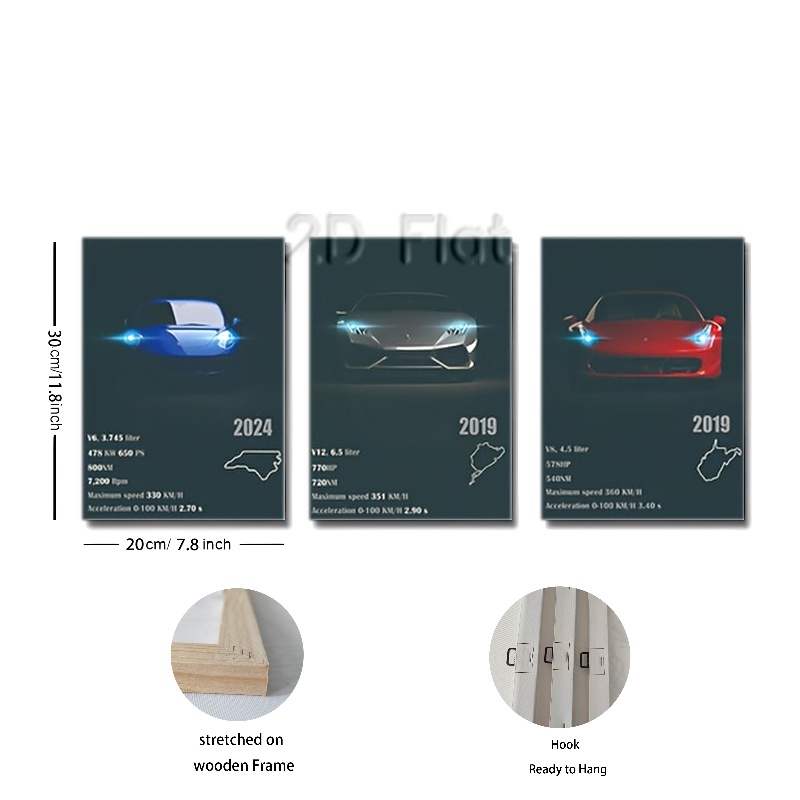 2D Flat
30cm/11.8inch
2024
V6, 3.745 liter
478 KW 650 PS
800NM
7,200 Rpm
Maximum speed 330 KM/H
Acceleration 0-100 KM/H 2.70 s
2019
V12, 6.5 liter
770HP
720NM
Maximum speed 351 KM/H
Acceleration 0-100 KM/H 2.90 s
2019
V8, 4.5 liter
578HP
540NM
Maximum speed 360 KM/H
Acceleration 0-100 KM/H 3.40 s
20cm/ 7.8 inch
stretched on
wooden Frame
Hook
Ready to Hang